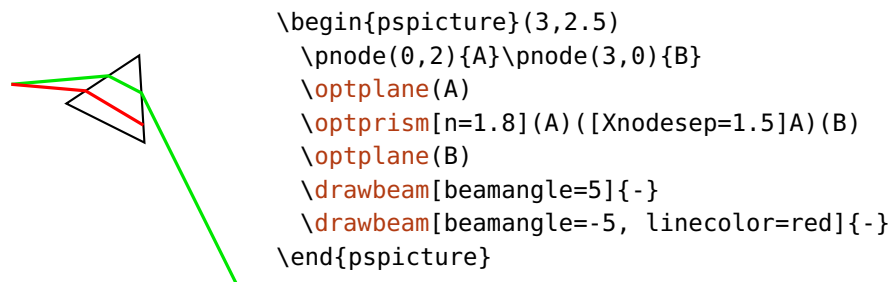 \begin{pspicture}(3,2.5)
\pnode(0,2){A}\pnode(3,0){B}
\optplane(A)
\optprism[n=1.8](A)([Xnodesep=1.5]A)(B)
\optplane(B)
\drawbeam[beamangle=5]{-}
\drawbeam[beamangle=-5, linecolor=red]{-}
\end{pspicture}